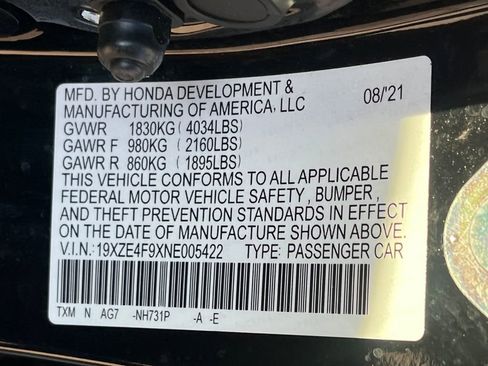 MFD. BY HONDA DEVELOPMENT &
MANUFACTURING OF AMERICA, LLC 08/'21
GVWR 1830KG (4034LBS)
GAWR F 980KG (2160LBS)
GAWR R 860KG (1895LBS)
THIS VEHICLE CONFORMS TO ALL APPLICABLE
FEDERAL MOTOR VEHICLE SAFETY , BUMPER ,
AND THEFT PREVENTION STANDARDS IN EFFECT
ON THE DATE OF MANUFACTURE SHOWN ABOVE.
V.I.N.: 19XZE4F9XNE005422 TYPE: PASSENGER CAR
TXM N AG7 -NH731P -A -E